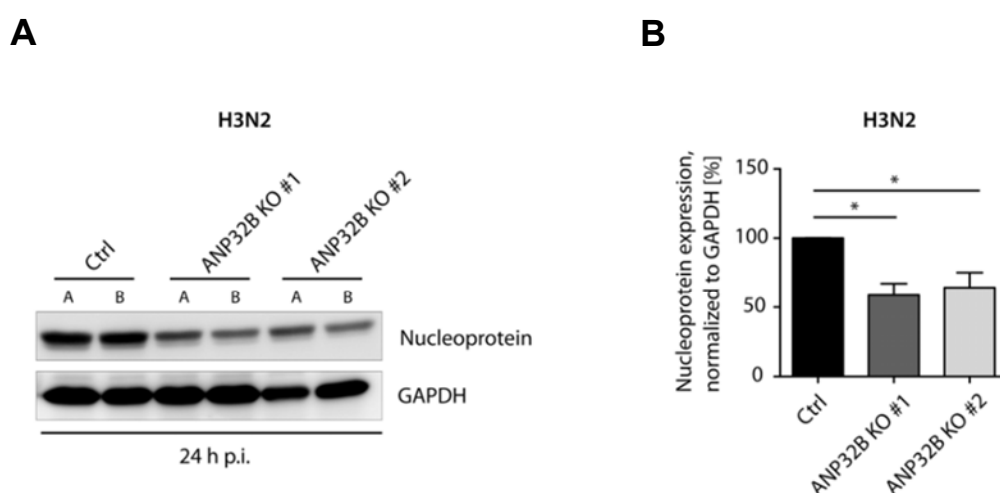 A
H3N2
Ctrl
ANP32B KO #1
ANP32B KO #2
A B A B A B
Nucleoprotein
GAPDH
24 h p.i.
B
H3N2
Nucleoprotein expression,
normalized to GAPDH [%]
150
100
50
0
*
*
Ctrl
ANP32B KO #1
ANP32B KO #2